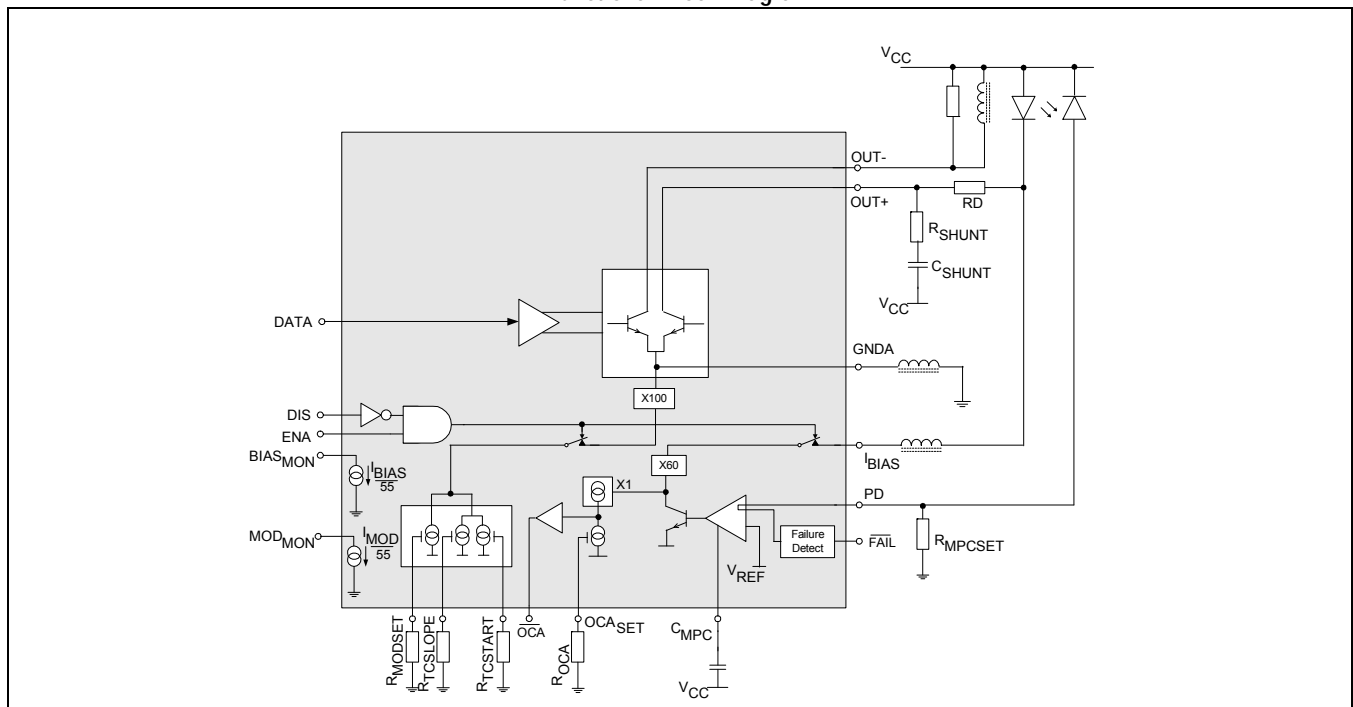 VCC
OUT-
OUT+
RD
RSHUNT
CSHUNT
VCC
DATA
GNDA
X100
DIS
ENA
BIASMON
IBIAS
55
X60
IBIAS
X1
PD
MODMON
IMOD
55
Failure
Detect
FAIL
RMPCSET
VREF
RMODSET
RTCSLOPE
RTCSTART
OCA
OCASET
ROCA
CMPC
VCC